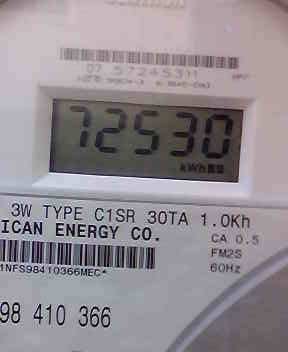 07 57245311
72530
kWh
3W TYPE C1SR 30TA 1.0Kh
ICAN ENERGY CO.
CA 0.5
FM2S
60Hz
1NFS98410366MEC*
98 410 366